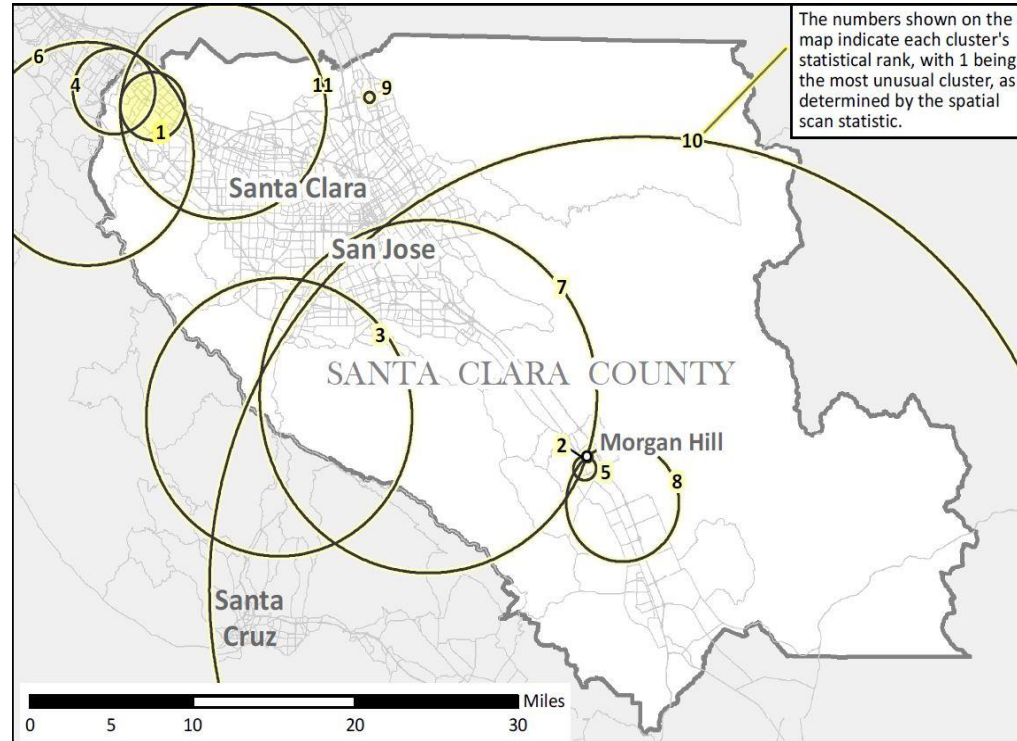 The numbers shown on the
map indicate each cluster's
statistical rank, with 1 being
the most unusual cluster, as
determined by the spatial
scan statistic.
6
4
11
9
1
10
Santa Clara
San Jose
7
3
SANTA CLARA COUNTY
2
Morgan Hill
5
8
Santa
Cruz
Miles
0 5 10 20 30